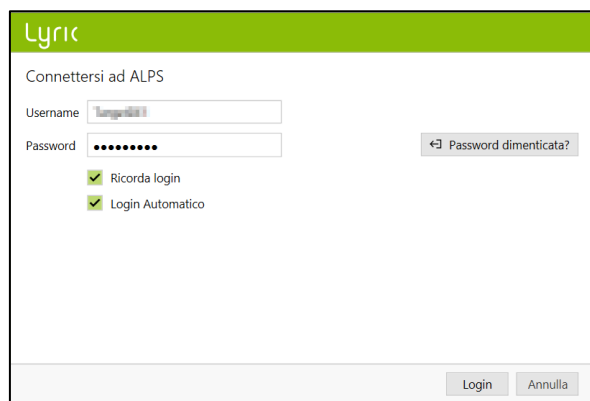 Lyric
Connettersi ad ALPS
Username
Password ●●●●●●●●● Password dimenticata?
Ricorda login
Login Automatico
Login Annulla